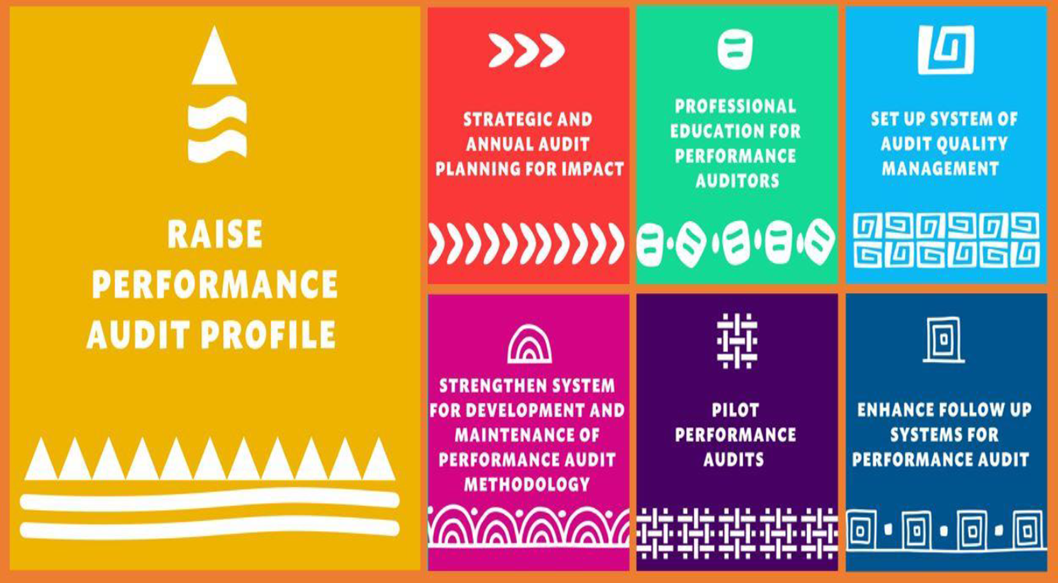 RAISE
PERFORMANCE
AUDIT PROFILE
STRATEGIC AND
ANNUAL AUDIT
PLANNING FOR IMPACT
PROFESSIONAL
EDUCATION FOR
PERFORMANCE
AUDITORS
SET UP SYSTEM OF
AUDIT QUALITY
MANAGEMENT
STRENGTHEN SYSTEM
FOR DEVELOPMENT AND
MAINTENANCE OF
PERFORMANCE AUDIT
METHODOLOGY
PILOT
PERFORMANCE
AUDITS
ENHANCE FOLLOW UP
SYSTEMS FOR
PERFORMANCE AUDIT